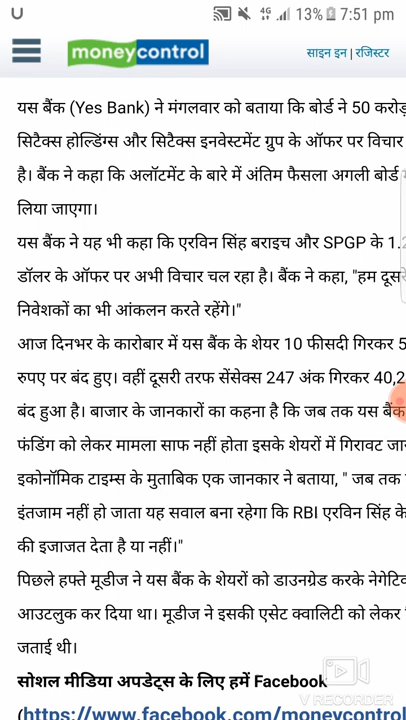 U 4G 13% 7:51 pm
moneycontrol साइन इन | रजिस्टर
यस बैंक (Yes Bank) ने मंगलवार को बताया कि बोर्ड ने 50 करोड़
सिटैक्स होल्डिंग्स और सिटैक्स इनवेस्टमेंट ग्रुप के ऑफर पर विचार
है। बैंक ने कहा कि अलॉटमेंट के बारे में अंतिम फैसला अगली बोर्ड
लिया जाएगा।
यस बैंक ने यह भी कहा कि एरविन सिंह बराइच और SPGP के 1.2
डॉलर के ऑफर पर अभी विचार चल रहा है। बैंक ने कहा, "हम दूसरे
निवेशकों का भी आंकलन करते रहेंगे।"
आज दिनभर के कारोबार में यस बैंक के शेयर 10 फीसदी गिरकर 5
रुपए पर बंद हुए। वहीं दूसरी तरफ सेंसेक्स 247 अंक गिरकर 40,2
बंद हुआ है। बाजार के जानकारों का कहना है कि जब तक यस बैंक
फंडिंग को लेकर मामला साफ नहीं होता इसके शेयरों में गिरावट जा
इकोनॉमिक टाइम्स के मुताबिक एक जानकार ने बताया, " जब तक
इंतजाम नहीं हो जाता यह सवाल बना रहेगा कि RBI एरविन सिंह के
की इजाजत देता है या नहीं।"
पिछले हफ्ते मूडीज ने यस बैंक के शेयरों को डाउनग्रेड करके नेगेटि
आउटलुक कर दिया था। मूडीज ने इसकी एसेट क्वालिटी को लेकर
जताई थी।
सोशल मीडिया अपडेट्स के लिए हमें Facebook
(https://www.facebook.com/moneycontrol
V RECORDER